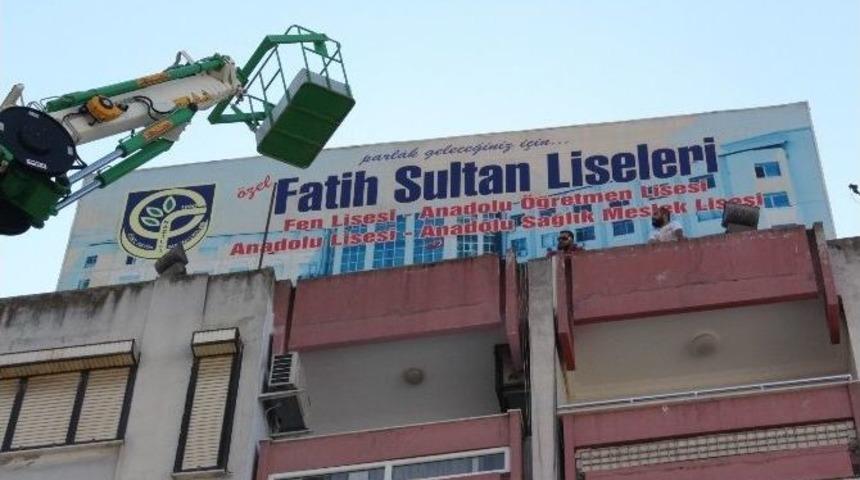 parlak geleceğiniz için...
özel Fatih Sultan Liseleri
Fen Lisesi - Anadolu Öğretmen Lisesi
Anadolu Lisesi - Anadolu Sağlık Meslek Lisesi